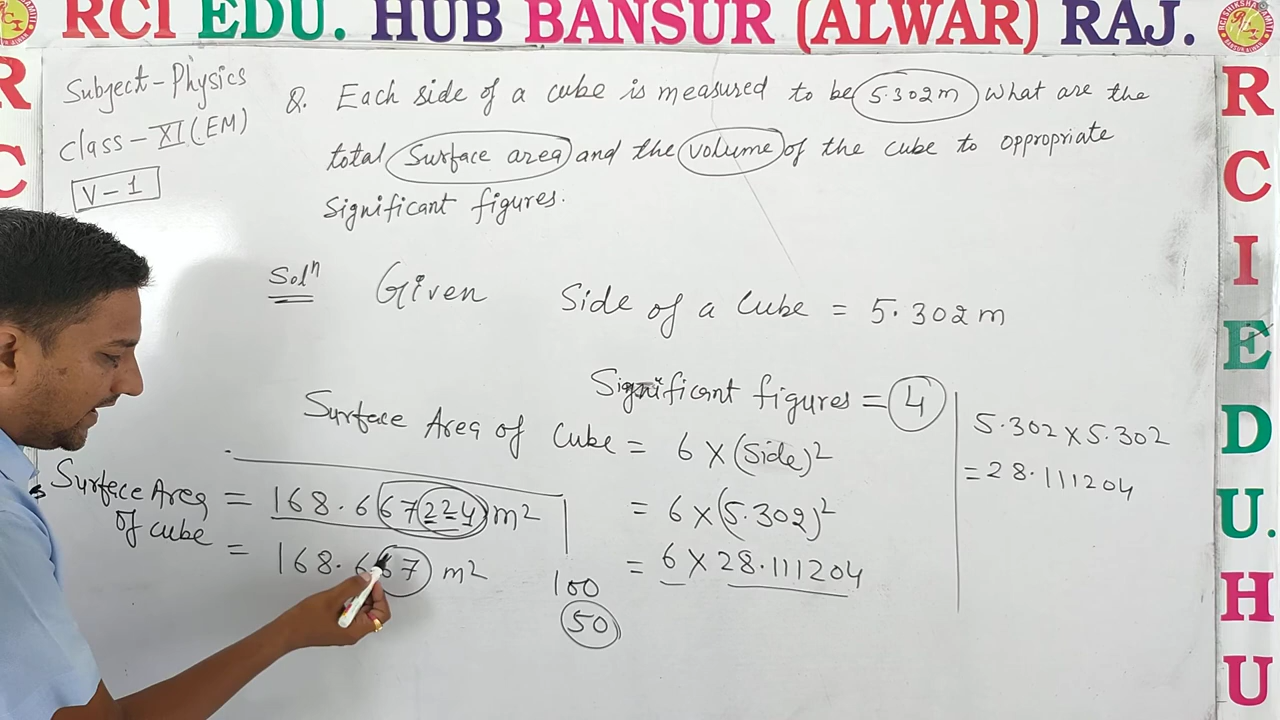 RCI EDU. HUB BANSUR (ALWAR) RAJ.
Subject-Physics
class-XI(EM)
V-1
Q. Each side of a cube is measured to be 5.302m What are the
total Surface area and the volume of the cube to oppropriate
Significant figures.
Solⁿ Given Side of a Cube = 5.302m
Significant figures = 4
Surface Area of Cube = 6×(Side)²
= 6×(5.302)²
= 6×28.111204
5.302×5.302
=28.111204
Surface Area of cube = 168.667224 m²
= 168.667 m²
100
50
R
C
R
C
I
E
D
U.
H
U